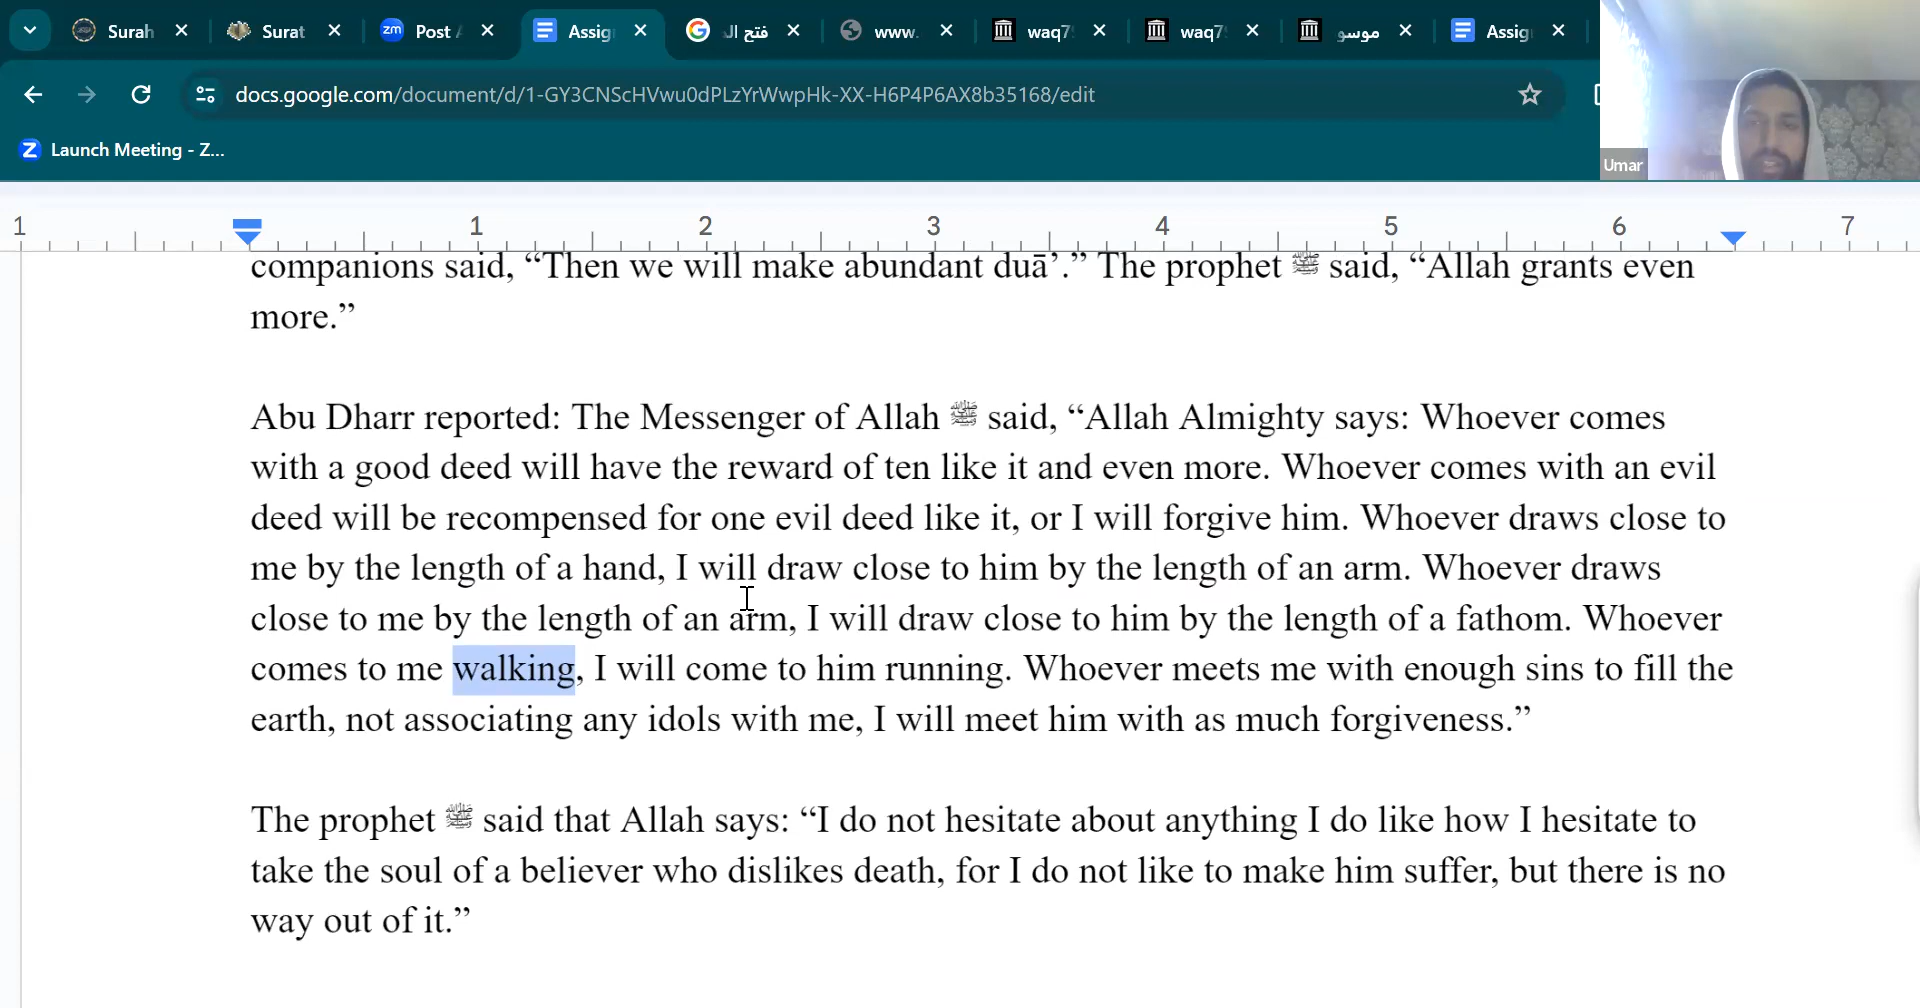 Surah
Surat
Post A
Assig
فتح ال
www.
waq7
waq7
موسو
Assig
docs.google.com/document/d/1-GY3CNScHVwu0dPLzYrWwpHk-XX-H6P4P6AX8b35168/edit
Launch Meeting - Z...
Umar
1 1 2 3 4 5 6 7
companions said, “Then we will make abundant duā’.” The prophet ﷺ said, “Allah grants even
more.”
Abu Dharr reported: The Messenger of Allah ﷺ said, “Allah Almighty says: Whoever comes
with a good deed will have the reward of ten like it and even more. Whoever comes with an evil
deed will be recompensed for one evil deed like it, or I will forgive him. Whoever draws close to
me by the length of a hand, I will draw close to him by the length of an arm. Whoever draws
close to me by the length of an arm, I will draw close to him by the length of a fathom. Whoever
comes to me walking, I will come to him running. Whoever meets me with enough sins to fill the
earth, not associating any idols with me, I will meet him with as much forgiveness.”
The prophet ﷺ said that Allah says: “I do not hesitate about anything I do like how I hesitate to
take the soul of a believer who dislikes death, for I do not like to make him suffer, but there is no
way out of it.”